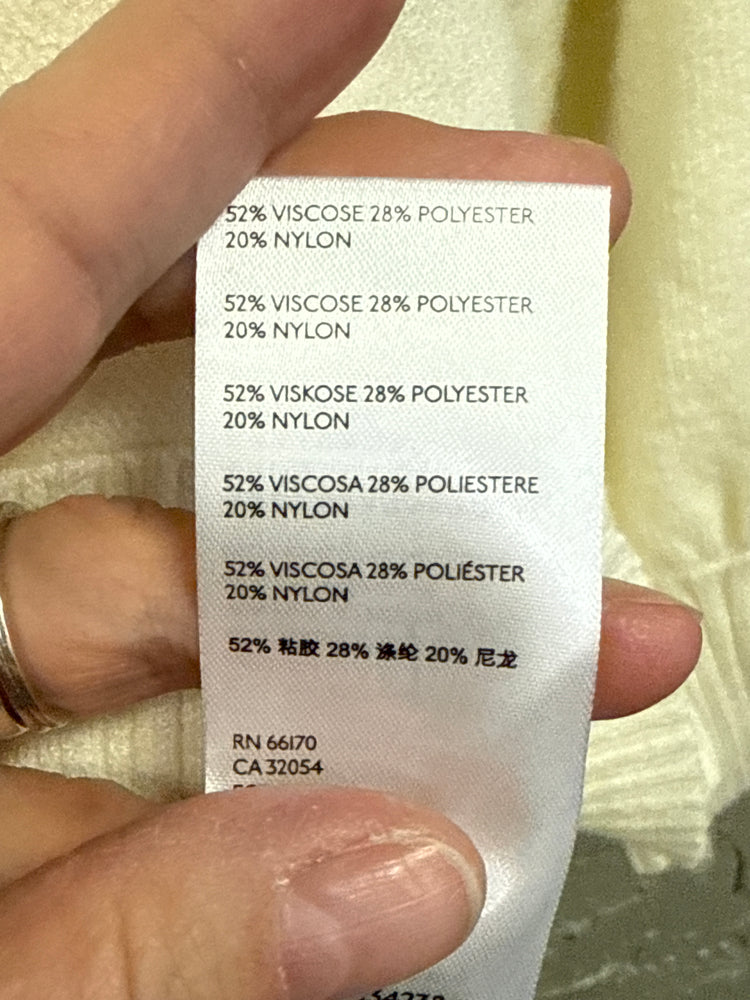 52% VISCOSE 28% POLYESTER
20% NYLON
52% VISCOSE 28% POLYESTER
20% NYLON
52% VISKOSE 28% POLYESTER
20% NYLON
52% VISCOSA 28% POLIESTERE
20% NYLON
52% VISCOSA 28% POLIÉSTER
20% NYLON
52% 粘胶 28% 涤纶 20% 尼龙
RN 66170
CA 32054